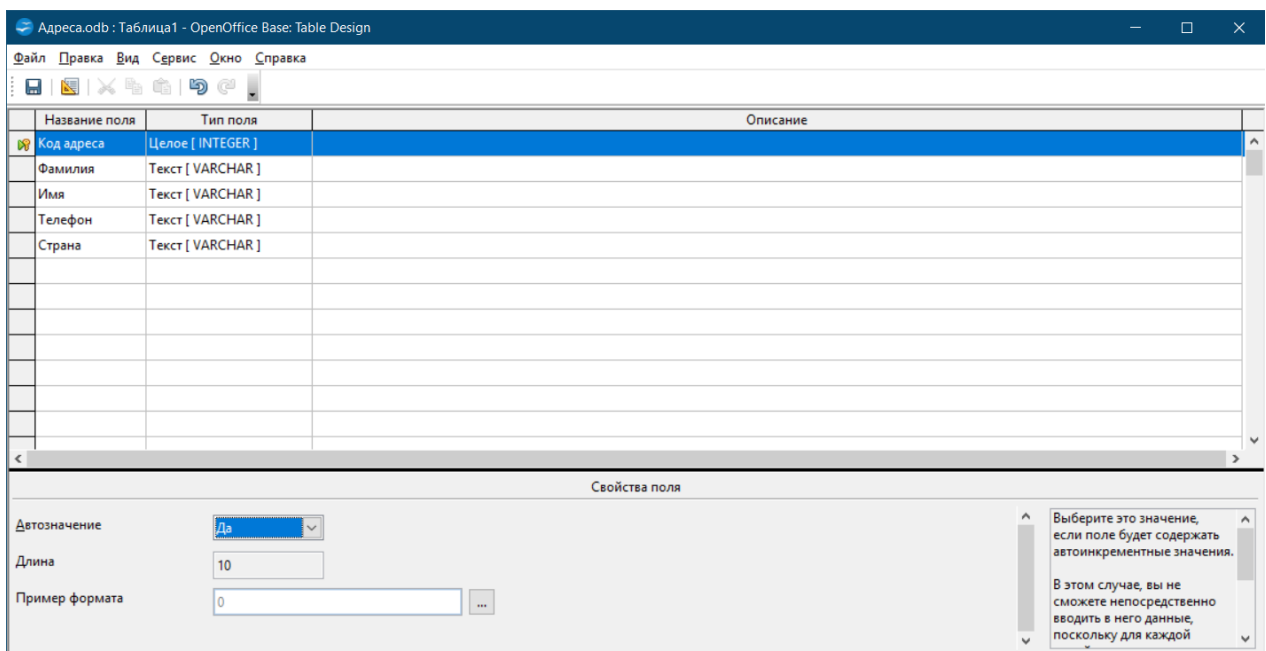 Адреса.odb : Таблица1 - OpenOffice Base: Table Design
Файл Правка Вид Сервис Окно Справка
Название поля Тип поля Описание
Код адреса Целое [ INTEGER ]
Фамилия Текст [ VARCHAR ]
Имя Текст [ VARCHAR ]
Телефон Текст [ VARCHAR ]
Страна Текст [ VARCHAR ]
Свойства поля
Автозначение Да
Длина 10
Пример формата 0 ...
Выберите это значение,
если поле будет содержать
автоинкрементные значения.
В этом случае, вы не
сможете непосредственно
вводить в него данные,
поскольку для каждой